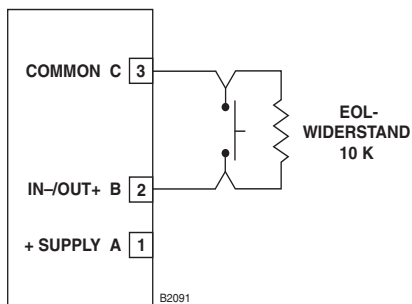 COMMON C 3
EOL-
WIDERSTAND
10 K
IN–/OUT+ B 2
+ SUPPLY A 1
B2091